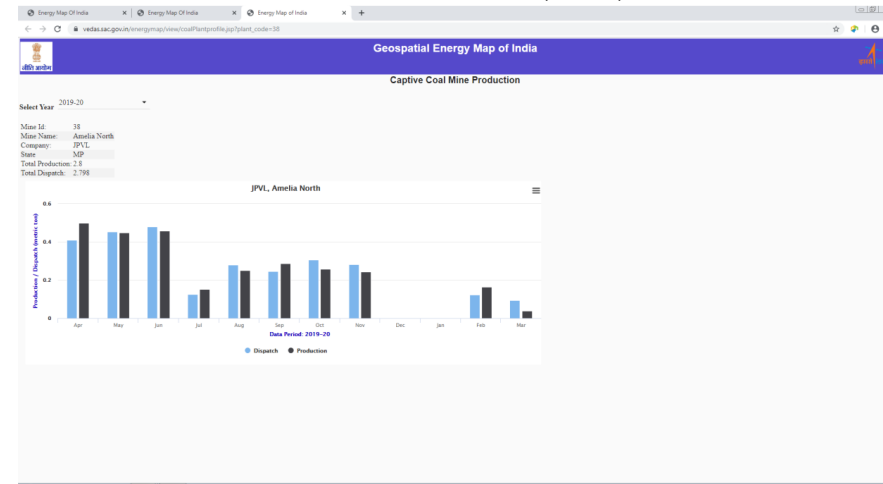 Energy Map Of India
Energy Map Of India
Energy Map of India
vedas.sac.gov.in/energymap/view/coalPlantprofile.jsp?plant_code=38
Geospatial Energy Map of India
नीति आयोग
Captive Coal Mine Production
Select Year 2019-20
Mine Id: 38
Mine Name: Amelia North
Company: JPVL
State MP
Total Production: 2.8
Total Dispatch: 2.798
JPVL, Amelia North
Production / Dispatch (metric ton)
0.6
0.4
0.2
0
Apr May Jun Jul Aug Sep Oct Nov Dec Jan Feb Mar
Data Period: 2019-20
Dispatch Production